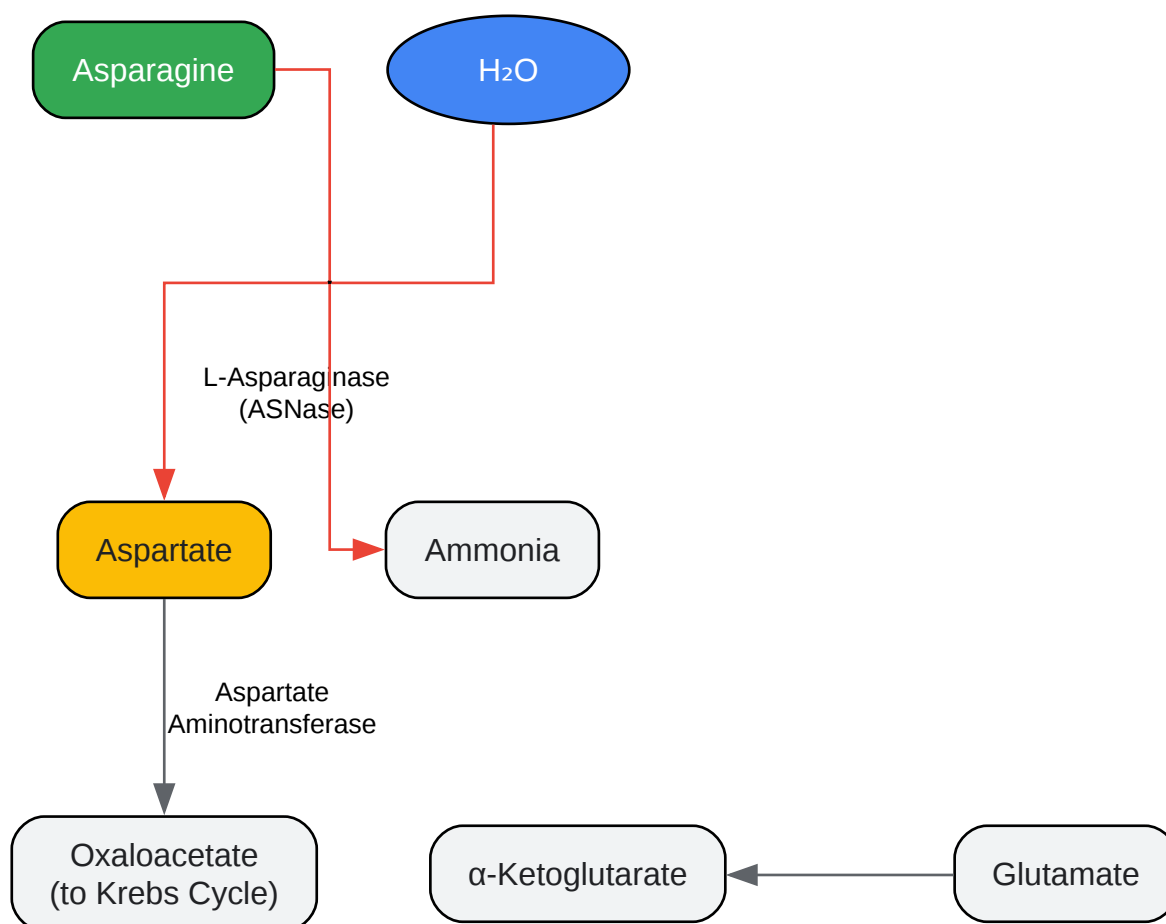 Asparagine
H₂O
L-Asparaginase
(ASNase)
Aspartate
Ammonia
Aspartate
Aminotransferase
Oxaloacetate
(to Krebs Cycle)
α-Ketoglutarate
Glutamate